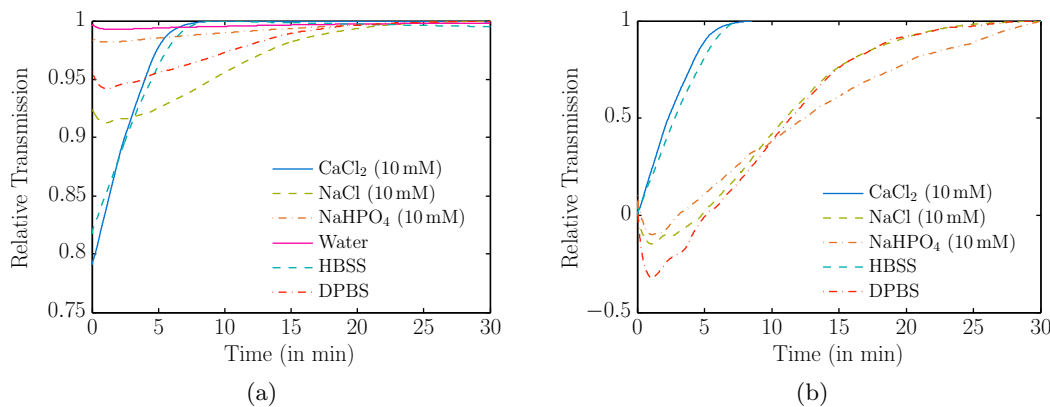 1
0.95
0.9
0.85
0.8
0.75
Relative Transmission
CaCl₂ (10 mM)
NaCl (10 mM)
NaHPO₄ (10 mM)
Water
HBSS
DPBS
0 5 10 15 20 25 30
Time (in min)
(a)
1
0.5
0
−0.5
Relative Transmission
CaCl₂ (10 mM)
NaCl (10 mM)
NaHPO₄ (10 mM)
HBSS
DPBS
0 5 10 15 20 25 30
Time (in min)
(b)